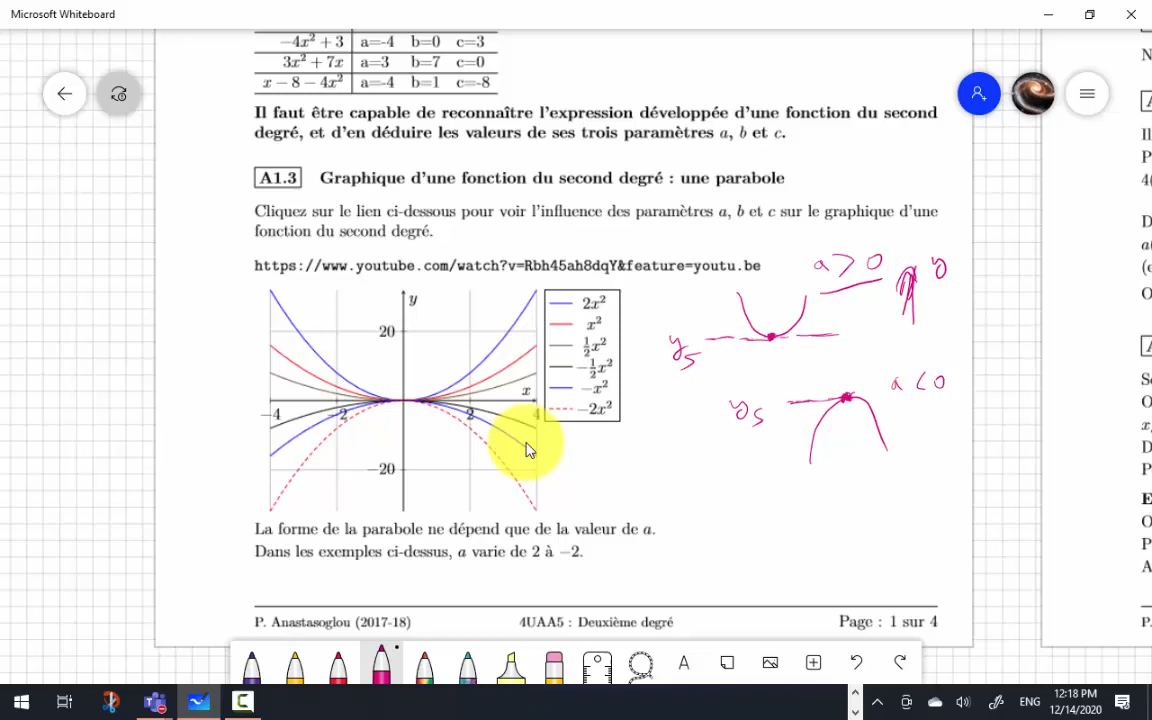 Microsoft Whiteboard
−4x² + 3 a=-4 b=0 c=3
3x² + 7x a=3 b=7 c=0
x − 8 − 4x² a=-4 b=1 c=-8
Il faut être capable de reconnaître l'expression développée d'une fonction du second
degré, et d'en déduire les valeurs de ses trois paramètres a, b et c.
A1.3 Graphique d'une fonction du second degré : une parabole
Cliquez sur le lien ci-dessous pour voir l'influence des paramètres a, b et c sur le graphique d'une
fonction du second degré.
https://www.youtube.com/watch?v=Rbh45ah8dqY&feature=youtu.be
a > 0
y
2x²
x²
½x²
−½x²
−x²
−2x²
20
x
−4 −2 2 4
−20
y_S
a < 0
y_S
La forme de la parabole ne dépend que de la valeur de a.
Dans les exemples ci-dessus, a varie de 2 à −2.
P. Anastasoglou (2017-18) 4UAA5 : Deuxième degré Page : 1 sur 4
N
A
Il
P
4(
D
a(
(e
O
A
Se
O
x,
D
P
E
O
P
A
P.
A
ENG
12:18 PM
12/14/2020